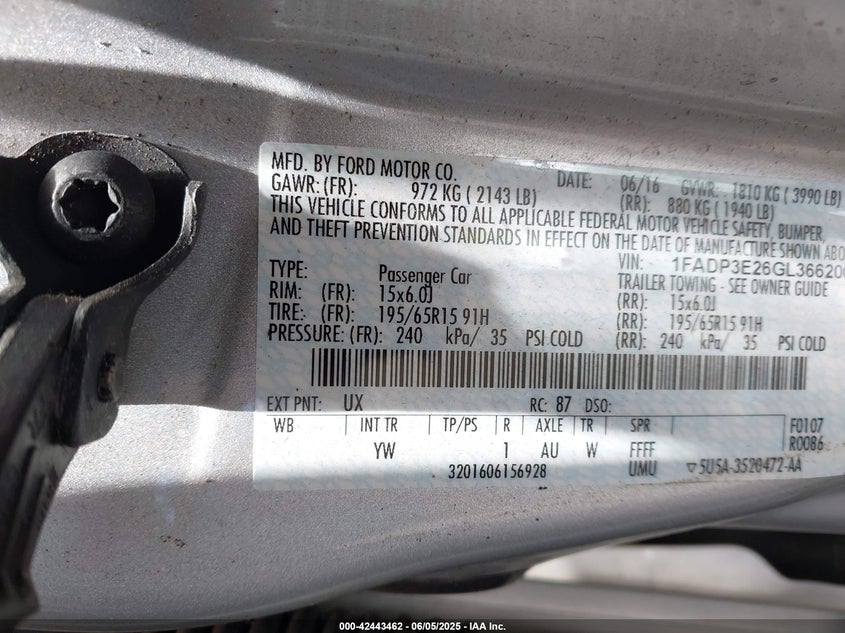 MFD. BY FORD MOTOR CO. DATE: 06/16 GVWR: 1810 KG ( 3990 LB)
GAWR: (FR): 972 KG ( 2143 LB) (RR): 880 KG ( 1940 LB)
THIS VEHICLE CONFORMS TO ALL APPLICABLE FEDERAL MOTOR VEHICLE SAFETY, BUMPER,
AND THEFT PREVENTION STANDARDS IN EFFECT ON THE DATE OF MANUFACTURE SHOWN
VIN: 1FADP3E26GL36620
TYPE: Passenger Car TRAILER TOWING - SEE OWNER GUIDE
RIM: (FR): 15x6.0J (RR): 15x6.0J
TIRE: (FR): 195/65R15 91H (RR): 195/65R15 91H
PRESSURE: (FR): 240 kPa/ 35 PSI COLD (RR): 240 kPa/ 35 PSI COLD
EXT PNT: UX RC: 87 DSO:
WB INT TR TP/PS R AXLE TR SPR F0107
YW 1 AU W FFFF R0086
3201606156928 UMU ▽5U5A-3520472-AA
000-42443462 | 06/05/2025 - IAA Inc.